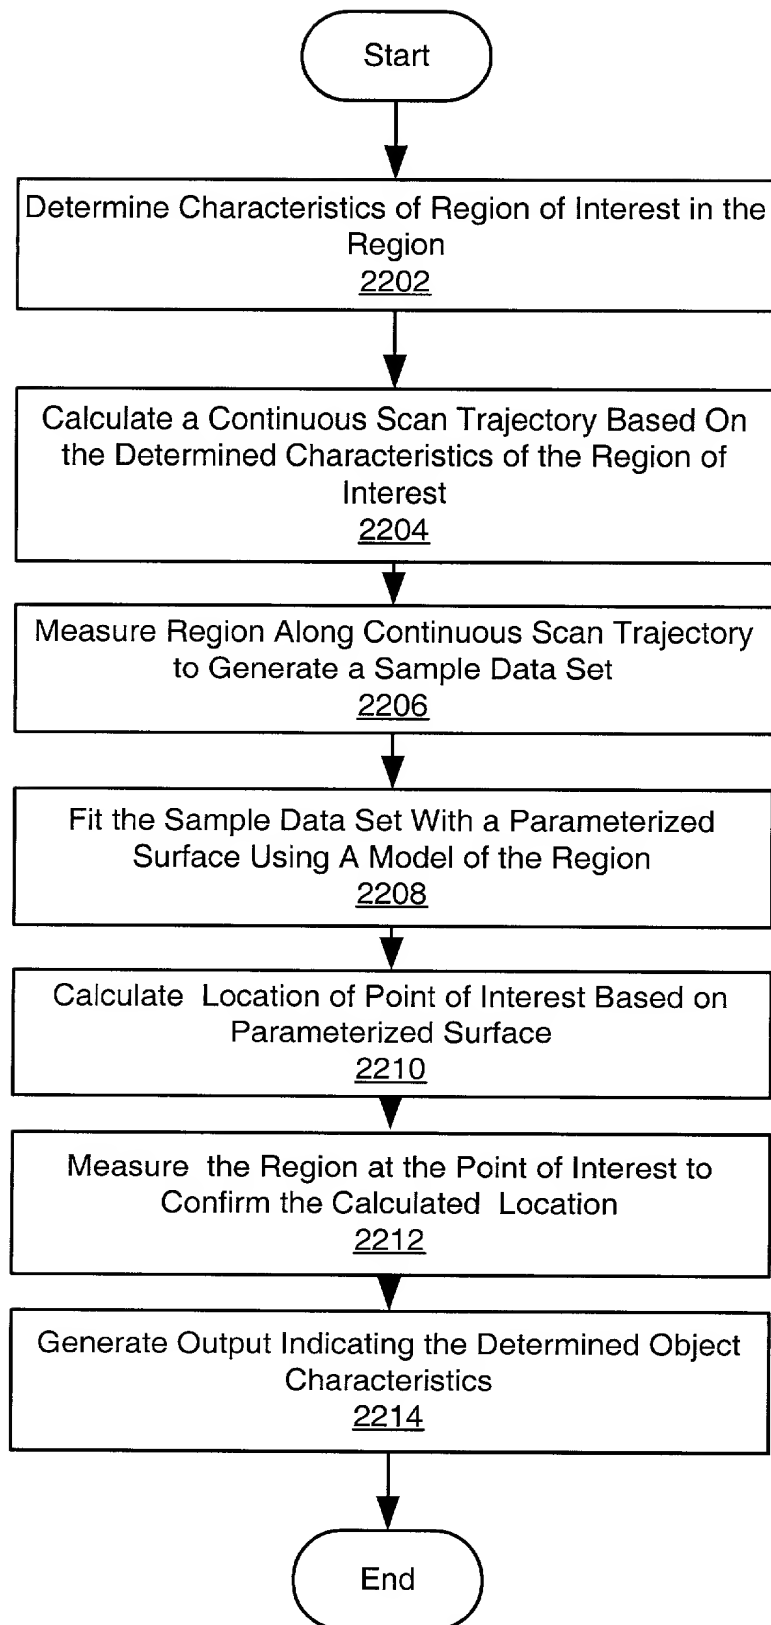 Start
Determine Characteristics of Region of Interest in the
Region
2202
Calculate a Continuous Scan Trajectory Based On
the Determined Characteristics of the Region of
Interest
2204
Measure Region Along Continuous Scan Trajectory
to Generate a Sample Data Set
2206
Fit the Sample Data Set With a Parameterized
Surface Using A Model of the Region
2208
Calculate Location of Point of Interest Based on
Parameterized Surface
2210
Measure the Region at the Point of Interest to
Confirm the Calculated Location
2212
Generate Output Indicating the Determined Object
Characteristics
2214
End